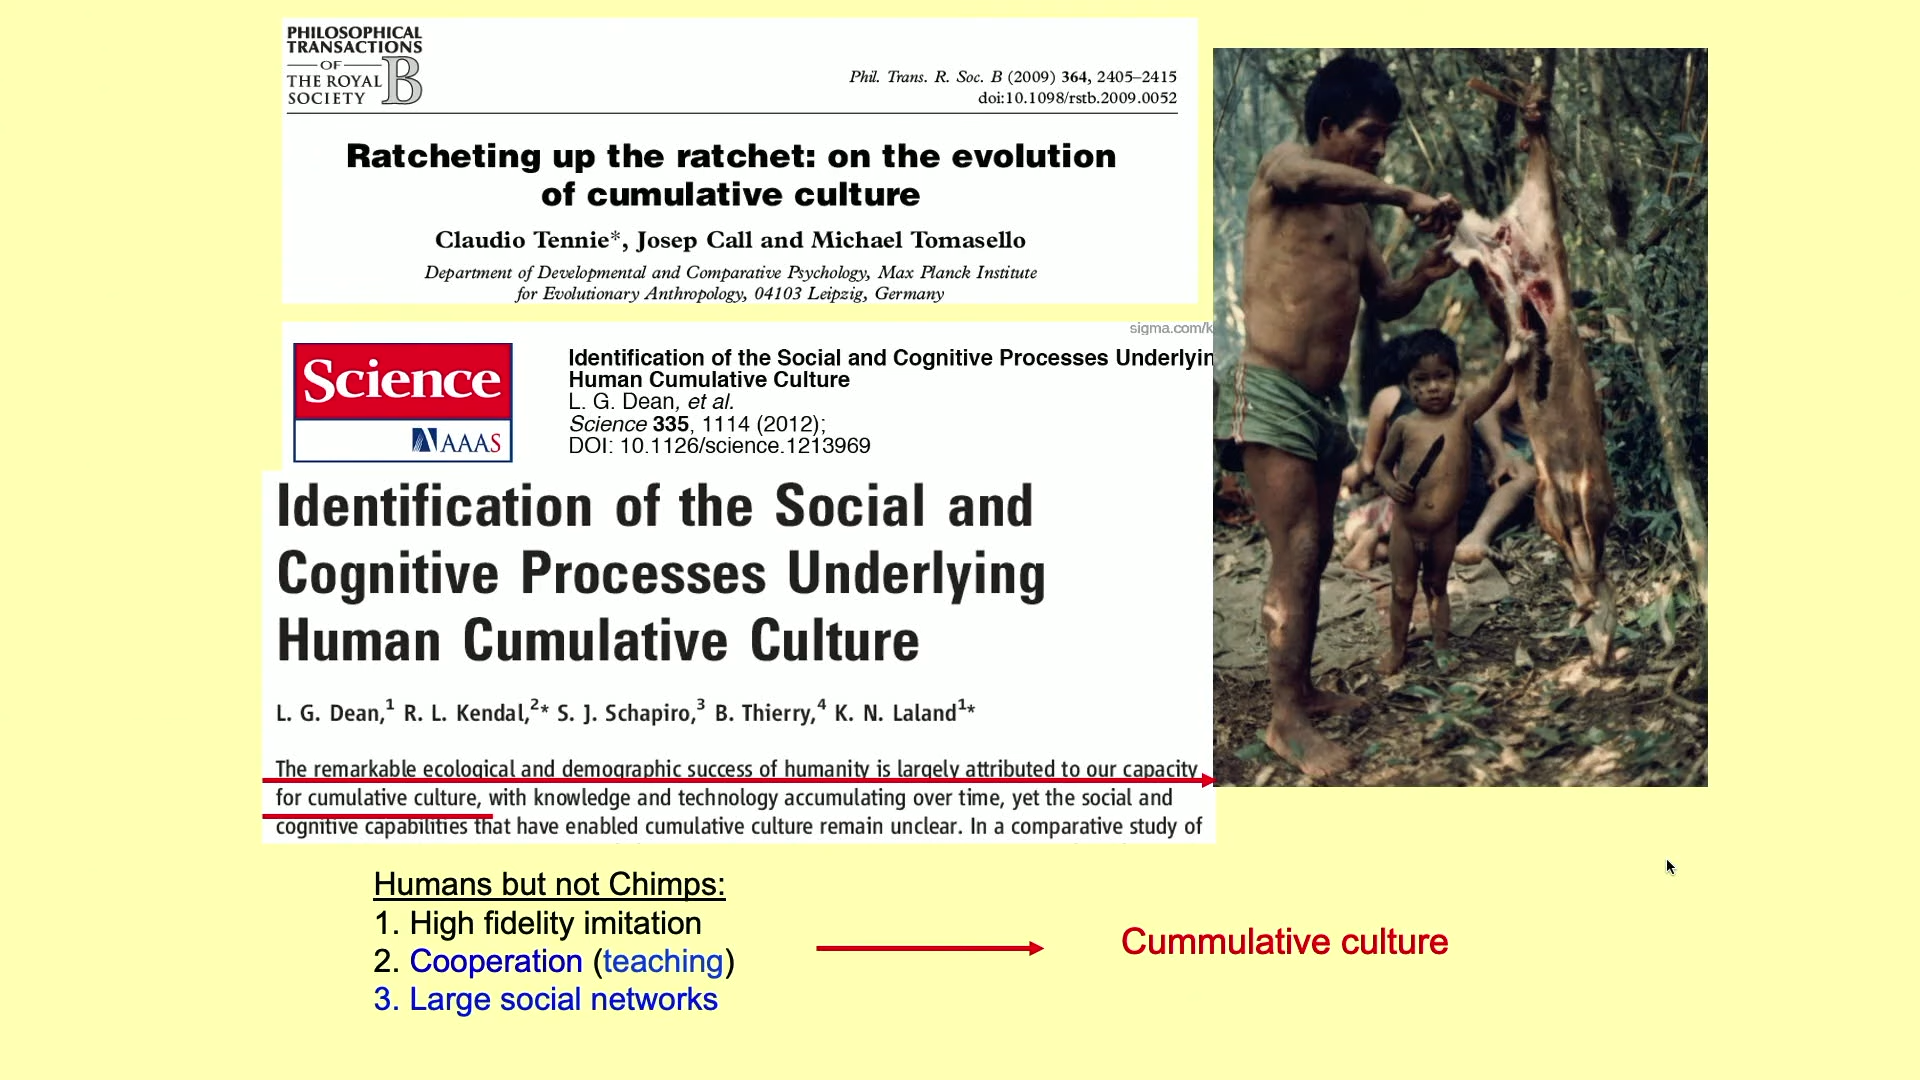 PHILOSOPHICAL
TRANSACTIONS
OF
THE ROYAL
SOCIETY B
Phil. Trans. R. Soc. B (2009) 364, 2405–2415
doi:10.1098/rstb.2009.0052
Ratcheting up the ratchet: on the evolution
of cumulative culture
Claudio Tennie*, Josep Call and Michael Tomasello
Department of Developmental and Comparative Psychology, Max Planck Institute
for Evolutionary Anthropology, 04103 Leipzig, Germany
sigma.com/k
Science
AAAS
Identification of the Social and Cognitive Processes Underlyin
Human Cumulative Culture
L. G. Dean, et al.
Science 335, 1114 (2012);
DOI: 10.1126/science.1213969
Identification of the Social and
Cognitive Processes Underlying
Human Cumulative Culture
L. G. Dean,1 R. L. Kendal,2* S. J. Schapiro,3 B. Thierry,4 K. N. Laland1*
The remarkable ecological and demographic success of humanity is largely attributed to our capacity
for cumulative culture, with knowledge and technology accumulating over time, yet the social and
cognitive capabilities that have enabled cumulative culture remain unclear. In a comparative study of
Humans but not Chimps:
1. High fidelity imitation
2. Cooperation (teaching)
3. Large social networks
Cummulative culture